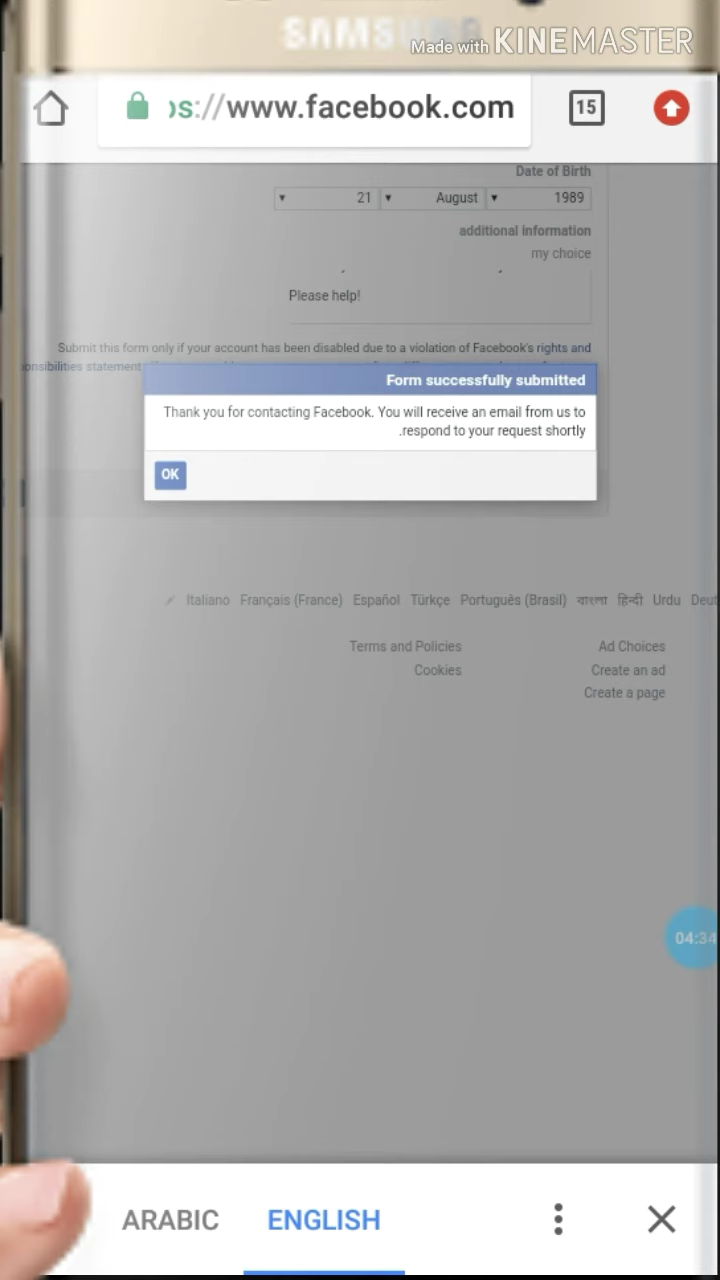 SAMSUNG
Made with KINEMASTER
s://www.facebook.com
15
Date of Birth
21 August 1989
additional information
my choice
Please help!
Submit this form only if your account has been disabled due to a violation of Facebook's rights and
onsibilities statement
Form successfully submitted
Thank you for contacting Facebook. You will receive an email from us to
.respond to your request shortly
OK
Italiano Français (France) Español Türkçe Português (Brasil) বাংলা हिन्दी Urdu Deut
Terms and Policies Ad Choices
Cookies Create an ad
Create a page
04:34
ARABIC ENGLISH